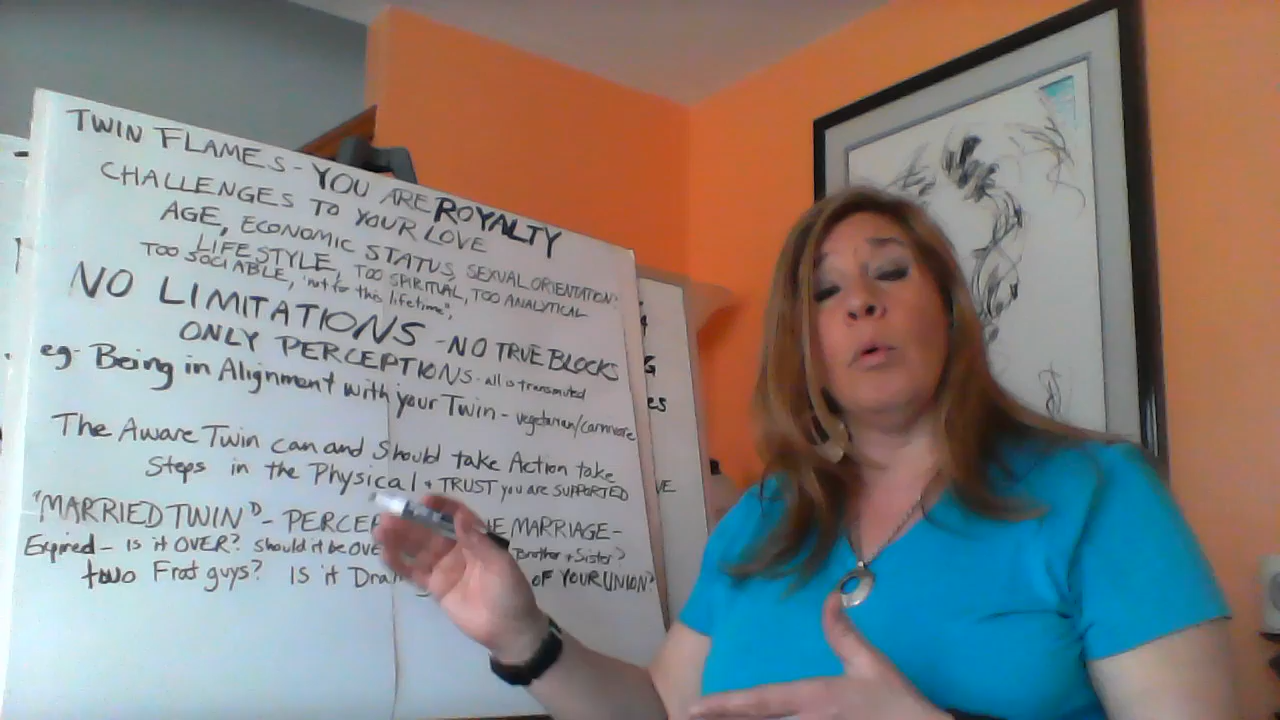 TWIN FLAMES - YOU ARE ROYALTY
CHALLENGES TO YOUR LOVE
AGE, ECONOMIC STATUS, SEXUAL ORIENTATION.
LIFESTYLE, TOO SPIRITUAL, TOO ANALYTICAL
TOO SOCIABLE, "not for this lifetime",
NO LIMITATIONS - NO TRUE BLOCKS
ONLY PERCEPTIONS - all is transmuted
eg. Being in Alignment with your Twin - vegetarian/carnivore
The Aware Twin can and should take Action take
Steps in the Physical + TRUST you are SUPPORTED
"MARRIED TWIN" - PERCEP E MARRIAGE -
Expired - IS it OVER? Should it be OVE Brother + Sister?
two Frat guys? IS it Dra OF YOUR UNION?
G
es
VE